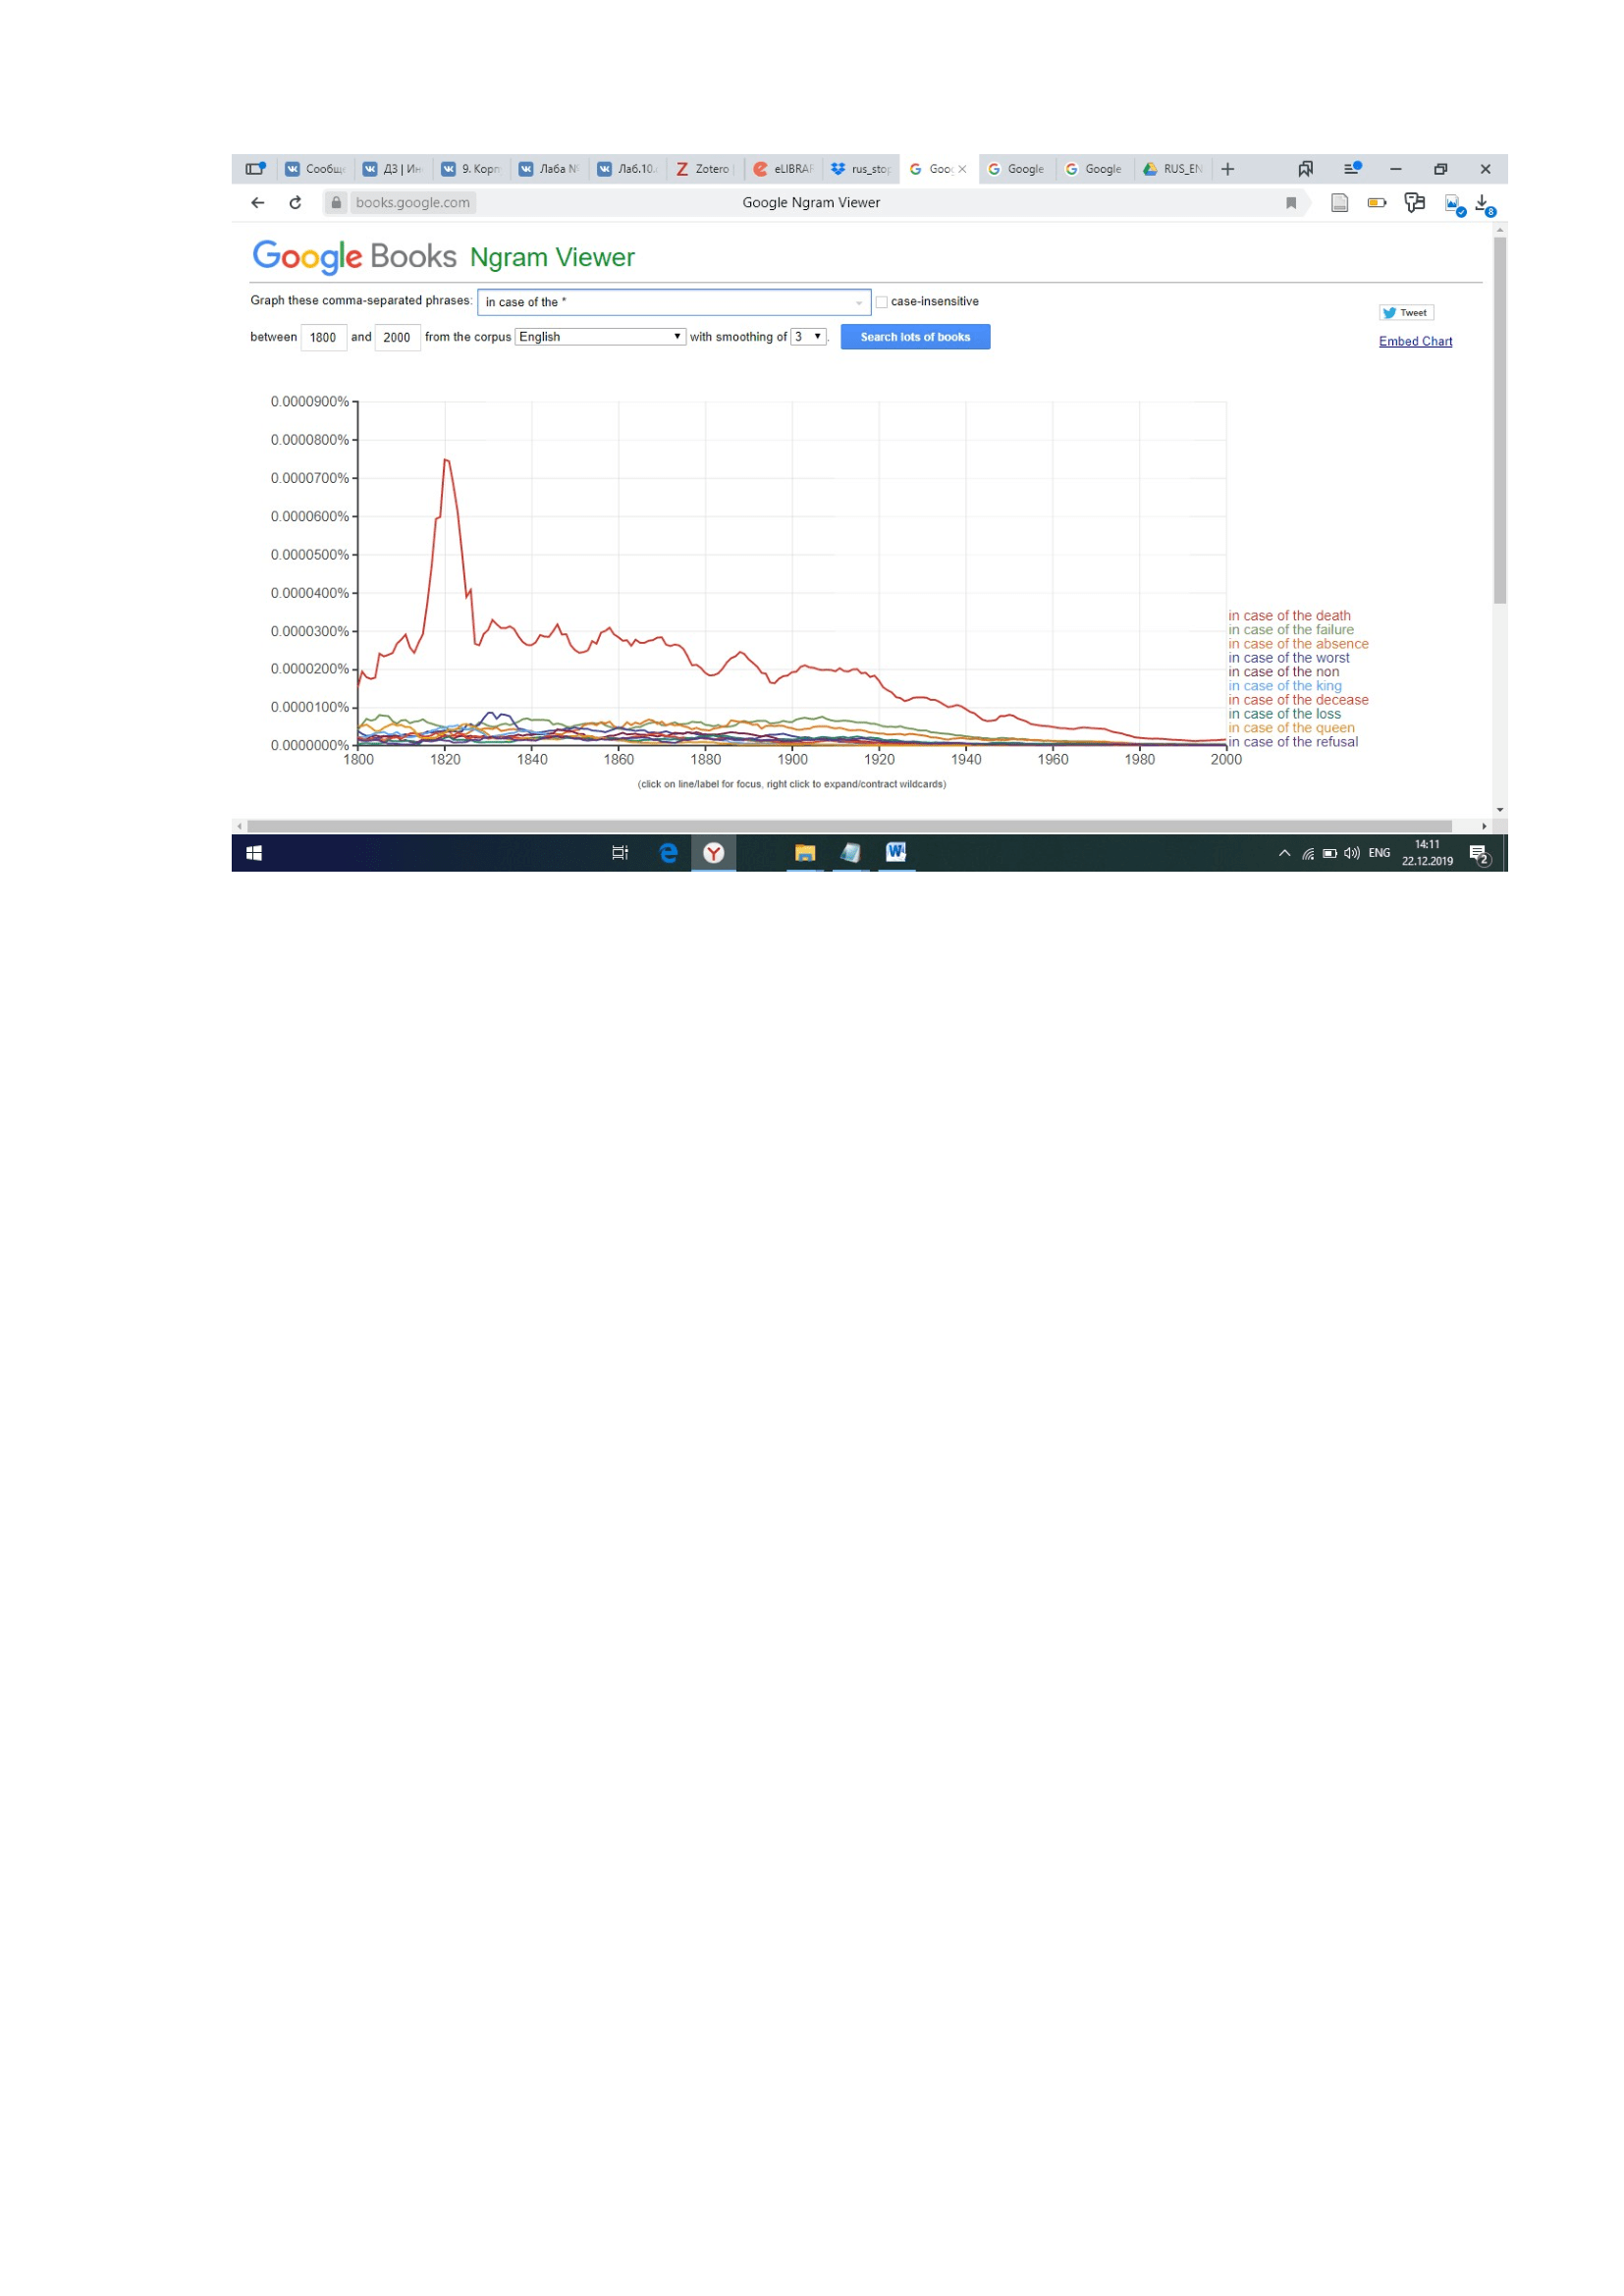 Сообщ ДЗ | Ин 9. Корп Лаба № Лаб.10. Zotero eLIBRAR rus_stop Goog Google Google RUS_EN
books.google.com Google Ngram Viewer
Google Books Ngram Viewer
Graph these comma-separated phrases: in case of the * case-insensitive
Tweet
between 1800 and 2000 from the corpus English with smoothing of 3 . Search lots of books
Embed Chart
0.0000900%
0.0000800%
0.0000700%
0.0000600%
0.0000500%
0.0000400%
0.0000300%
0.0000200%
0.0000100%
0.0000000%
in case of the death
in case of the failure
in case of the absence
in case of the worst
in case of the non
in case of the king
in case of the decease
in case of the loss
in case of the queen
in case of the refusal
1800 1820 1840 1860 1880 1900 1920 1940 1960 1980 2000
(click on line/label for focus, right click to expand/contract wildcards)
ENG 14:11
22.12.2019 2